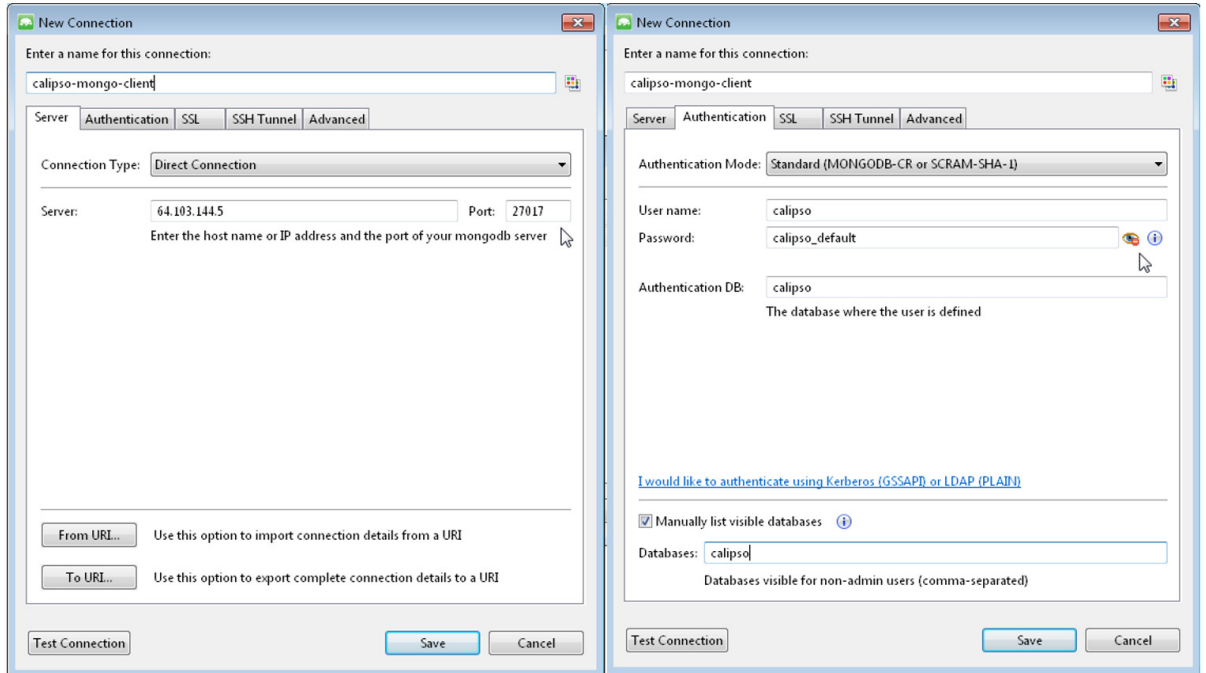 New Connection
Enter a name for this connection:
calipso-mongo-client
Server Authentication SSL SSH Tunnel Advanced
Connection Type: Direct Connection
Server: 64.103.144.5 Port: 27017
Enter the host name or IP address and the port of your mongodb server
From URI... Use this option to import connection details from a URI
To URI... Use this option to export complete connection details to a URI
Test Connection Save Cancel
New Connection
Enter a name for this connection:
calipso-mongo-client
Server Authentication SSL SSH Tunnel Advanced
Authentication Mode: Standard (MONGODB-CR or SCRAM-SHA-1)
User name: calipso
Password: calipso_default
Authentication DB: calipso
The database where the user is defined
I would like to authenticate using Kerberos (GSSAPI) or LDAP (PLAIN)
Manually list visible databases
Databases: calipso
Databases visible for non-admin users (comma-separated)
Test Connection Save Cancel